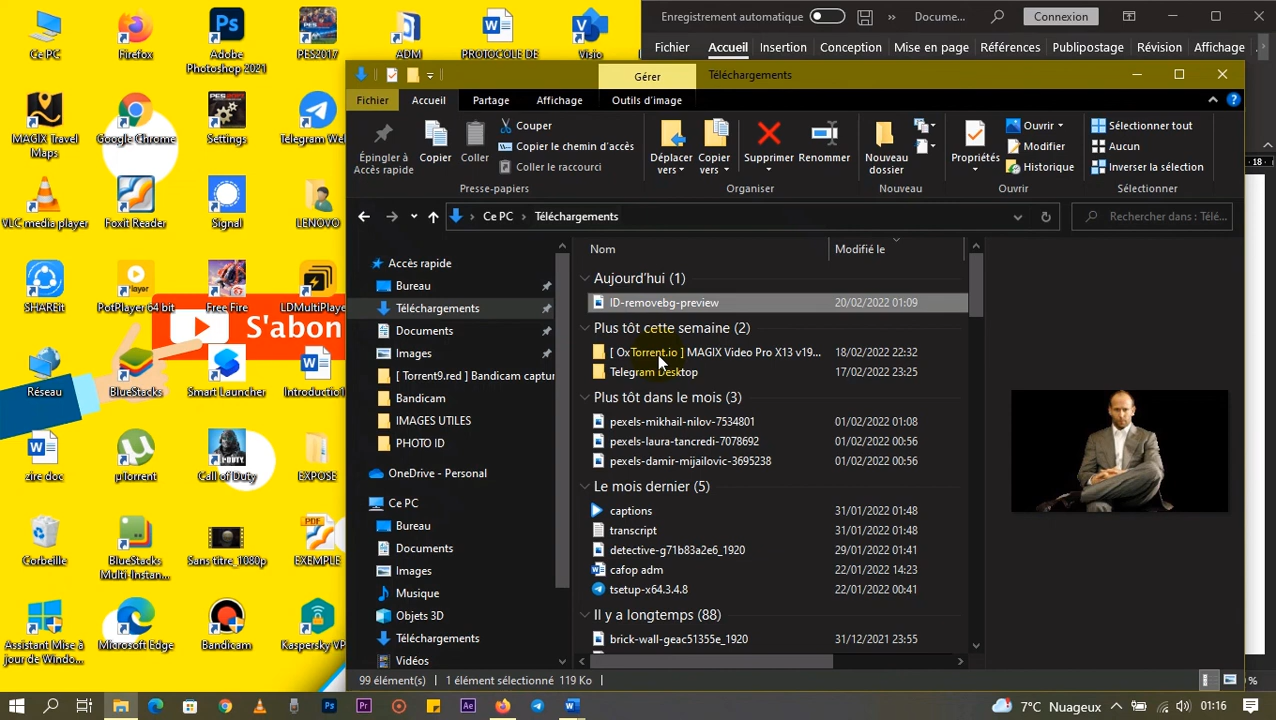 Ce PC
Firefox
Adobe
Photoshop 2021
PES2017
ADM
PROTOCOLE DE
Visio
MAGIX Travel
Maps
Google Chrome
Settings
Telegram Web
VLC media player
Foxit Reader
Signal
LENOVO
SHAREit
PotPlayer 64 bit
Free Fire
LDMultiPlayer
S'abon
Réseau
BlueStacks
Smart Launcher
Introduction
zire doc
µTorrent
Call of Duty
EXPOSE
Corbeille
BlueStacks
Multi-Instan...
Sans titre_1080p
PDF
EXEMPLE
Assistant Mise à
jour de Windo...
Microsoft Edge
Bandicam
Kaspersky VP
Enregistrement automatique
Docume...
Connexion
Fichier Accueil Insertion Conception Mise en page Références Publipostage Révision Affichage
Gérer
Téléchargements
Fichier Accueil Partage Affichage Outils d'image
Épingler à
Accès rapide
Copier
Coller
Couper
Copier le chemin d'accès
Coller le raccourci
Presse-papiers
Déplacer
vers
Copier
vers
Supprimer
Renommer
Organiser
Nouveau
dossier
Nouveau
Propriétés
Ouvrir
Modifier
Historique
Ouvrir
Sélectionner tout
Aucun
Inverser la sélection
Sélectionner
· 18 ·
Ce PC > Téléchargements
Rechercher dans : Télé...
Accès rapide
Bureau
Téléchargements
Documents
Images
[ Torrent9.red ] Bandicam captur
Bandicam
IMAGES UTILES
PHOTO ID
OneDrive - Personal
Ce PC
Bureau
Documents
Images
Musique
Objets 3D
Téléchargements
Vidéos
Nom Modifié le
Aujourd'hui (1)
ID-removebg-preview 20/02/2022 01:09
Plus tôt cette semaine (2)
[ OxTorrent.io ] MAGIX Video Pro X13 v19... 18/02/2022 22:32
Telegram Desktop 17/02/2022 23:25
Plus tôt dans le mois (3)
pexels-mikhail-nilov-7534801 01/02/2022 01:08
pexels-laura-tancredi-7078692 01/02/2022 00:56
pexels-damir-mijailovic-3695238 01/02/2022 00:56
Le mois dernier (5)
captions 31/01/2022 01:48
transcript 31/01/2022 01:48
detective-g71b83a2e6_1920 29/01/2022 01:41
cafop adm 22/01/2022 14:23
tsetup-x64.3.4.8 22/01/2022 00:41
Il y a longtemps (88)
brick-wall-geac51355e_1920 31/12/2021 23:55
99 élément(s) 1 élément sélectionné 119 Ko
%
7°C Nuageux
01:16